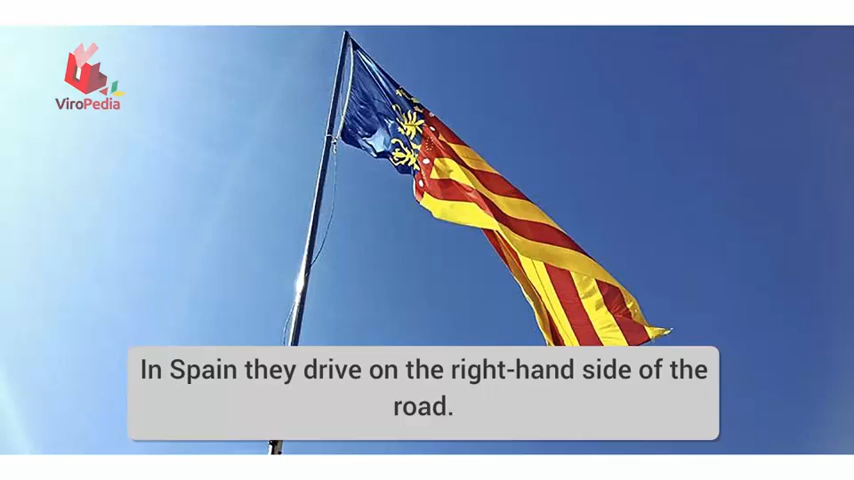 ViroPedia
In Spain they drive on the right-hand side of the
road.